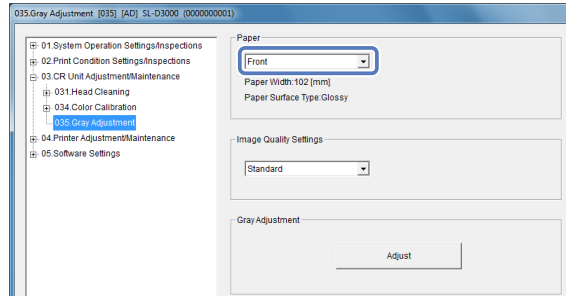 035.Gray Adjustment [035] [AD] SL-D3000 (0000000001)
01.System Operation Settings/Inspections
02.Print Condition Settings/Inspections
03.CR Unit Adjustment/Maintenance
031.Head Cleaning
034.Color Calibration
035.Gray Adjustment
04.Printer Adjustment/Maintenance
05.Software Settings
Paper
Front
Paper Width:102 [mm]
Paper Surface Type:Glossy
Image Quality Settings
Standard
Gray Adjustment
Adjust